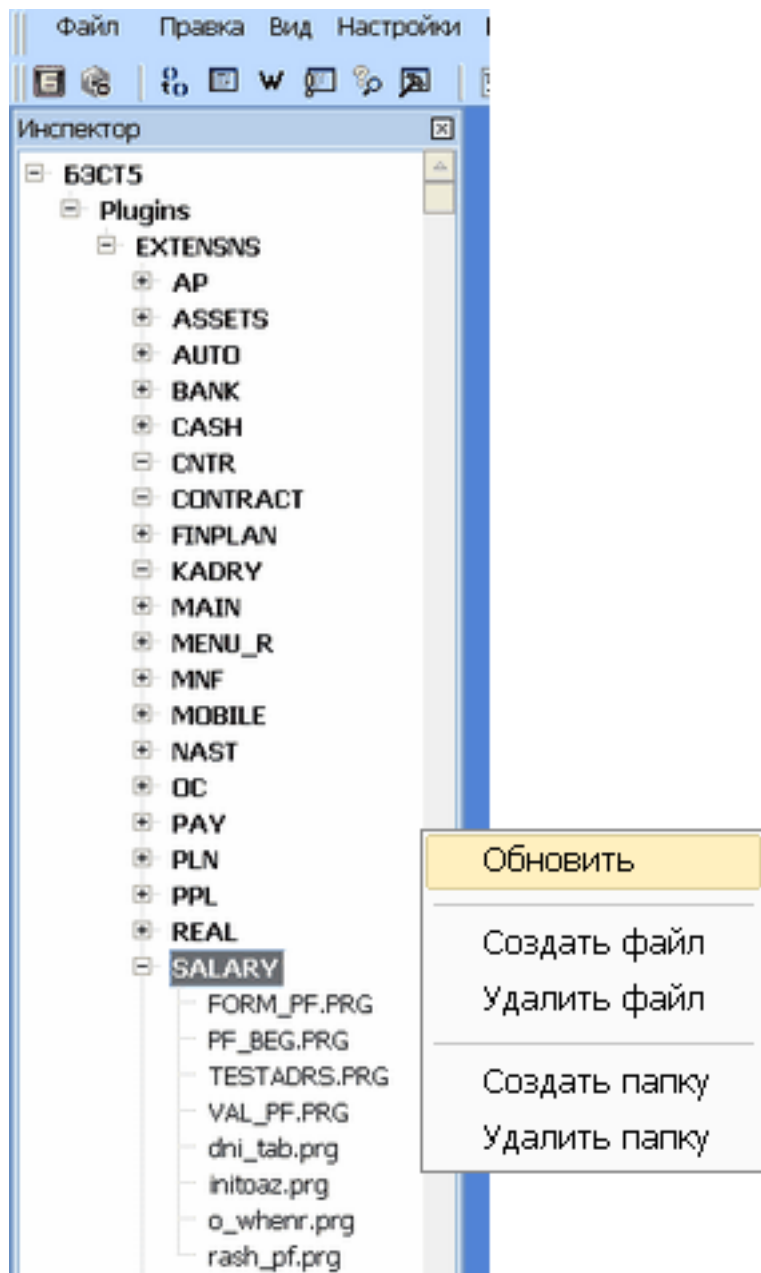 Файл Правка Вид Настройки
Инспектор
БЭСТ5
Plugins
EXTENSNS
AP
ASSETS
AUTO
BANK
CASH
CNTR
CONTRACT
FINPLAN
KADRY
MAIN
MENU_R
MNF
MOBILE
NAST
OC
PAY
PLN
PPL
REAL
SALARY
FORM_PF.PRG
PF_BEG.PRG
TESTADRS.PRG
VAL_PF.PRG
dni_tab.prg
initoaz.prg
o_whenr.prg
rash_pf.prg
Обновить
Создать файл
Удалить файл
Создать папку
Удалить папку